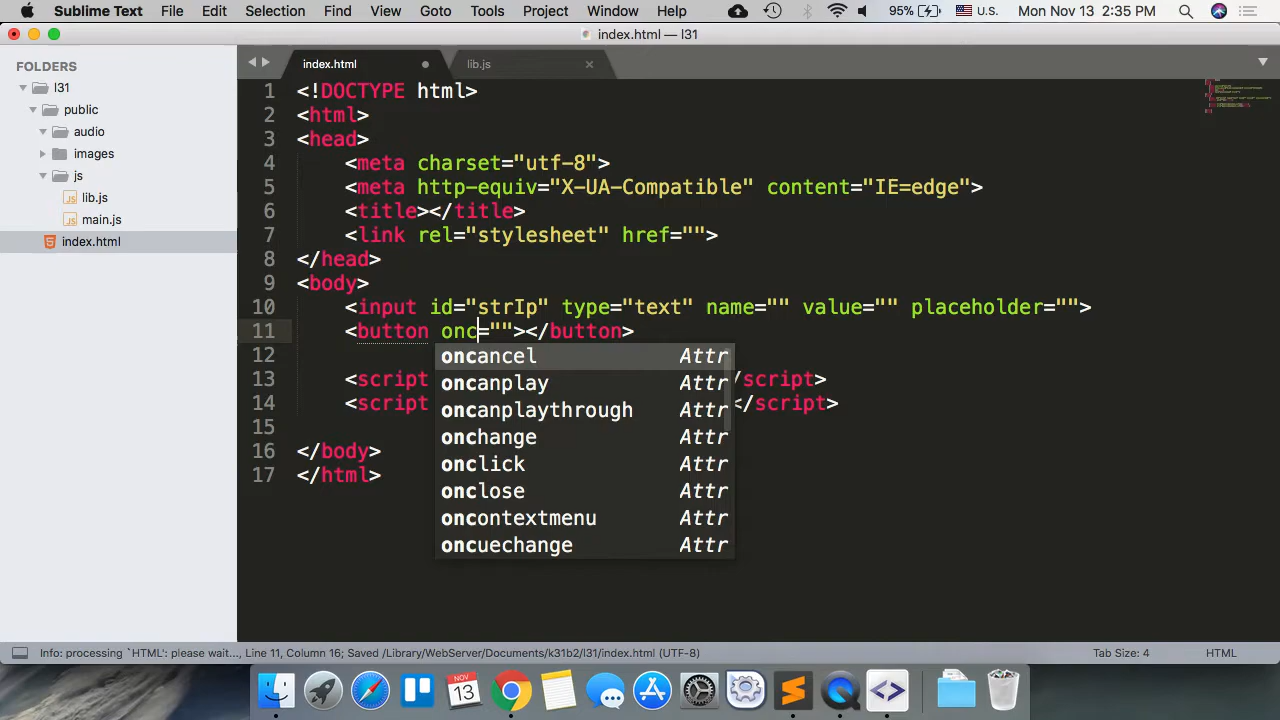 Sublime Text File Edit Selection Find View Goto Tools Project Window Help 95% U.S. Mon Nov 13 2:35 PM
index.html — l31
FOLDERS
l31
public
audio
images
js
lib.js
main.js
index.html
index.html lib.js
1 <!DOCTYPE html>
2 <html>
3 <head>
4 <meta charset="utf-8">
5 <meta http-equiv="X-UA-Compatible" content="IE=edge">
6 <title></title>
7 <link rel="stylesheet" href="">
8 </head>
9 <body>
10 <input id="strIp" type="text" name="" value="" placeholder="">
11 <button onc=""></button>
12
13 <script /script>
14 <script </script>
15
16 </body>
17 </html>
oncancel Attr
oncanplay Attr
oncanplaythrough Attr
onchange Attr
onclick Attr
onclose Attr
oncontextmenu Attr
oncuechange Attr
Info: processing `HTML': please wait..., Line 11, Column 16; Saved /Library/WebServer/Documents/k31b2/l31/index.html (UTF-8) Tab Size: 4 HTML
NOV
13